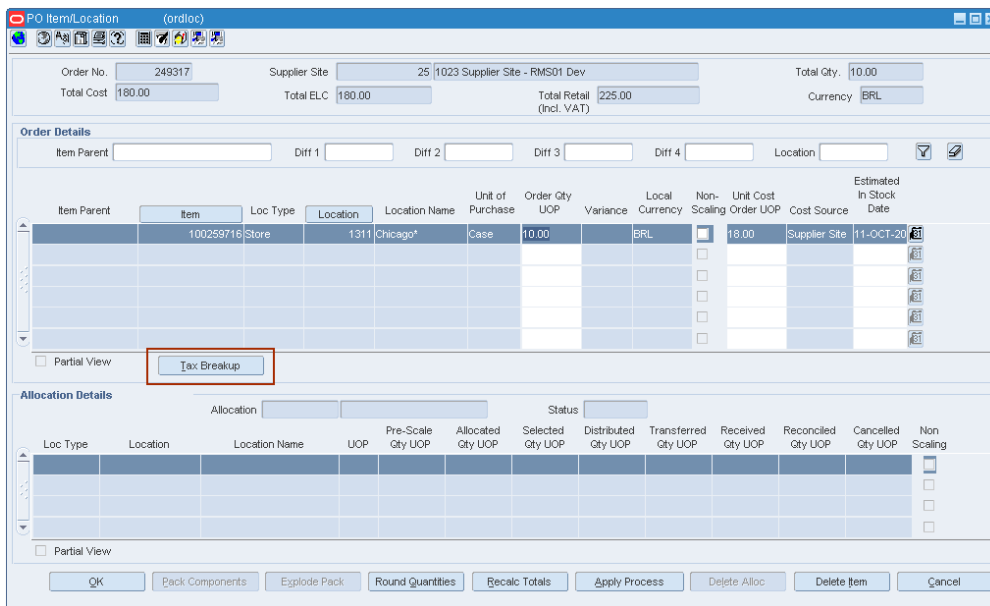 PO Item/Location (ordloc)
Order No. 249317 Supplier Site 25 1023 Supplier Site - RMS01 Dev Total Qty. 10.00
Total Cost 180.00 Total ELC 180.00 Total Retail (Incl. VAT) 225.00 Currency BRL
Order Details
Item Parent Diff 1 Diff 2 Diff 3 Diff 4 Location
Item Parent Item Loc Type Location Location Name Unit of Purchase Order Qty UOP Variance Local Currency Non-Scaling Unit Cost Order UOP Cost Source Estimated In Stock Date
100259716 Store 1311 Chicago* Case 10.00 BRL 18.00 Supplier Site 11-OCT-20
Partial View Tax Breakup
Allocation Details
Allocation Status
Loc Type Location Location Name UOP Pre-Scale Qty UOP Allocated Qty UOP Selected Qty UOP Distributed Qty UOP Transferred Qty UOP Received Qty UOP Reconciled Qty UOP Cancelled Qty UOP Non Scaling
Partial View
OK Pack Components Explode Pack Round Quantities Recalc Totals Apply Process Delete Alloc Delete Item Cancel